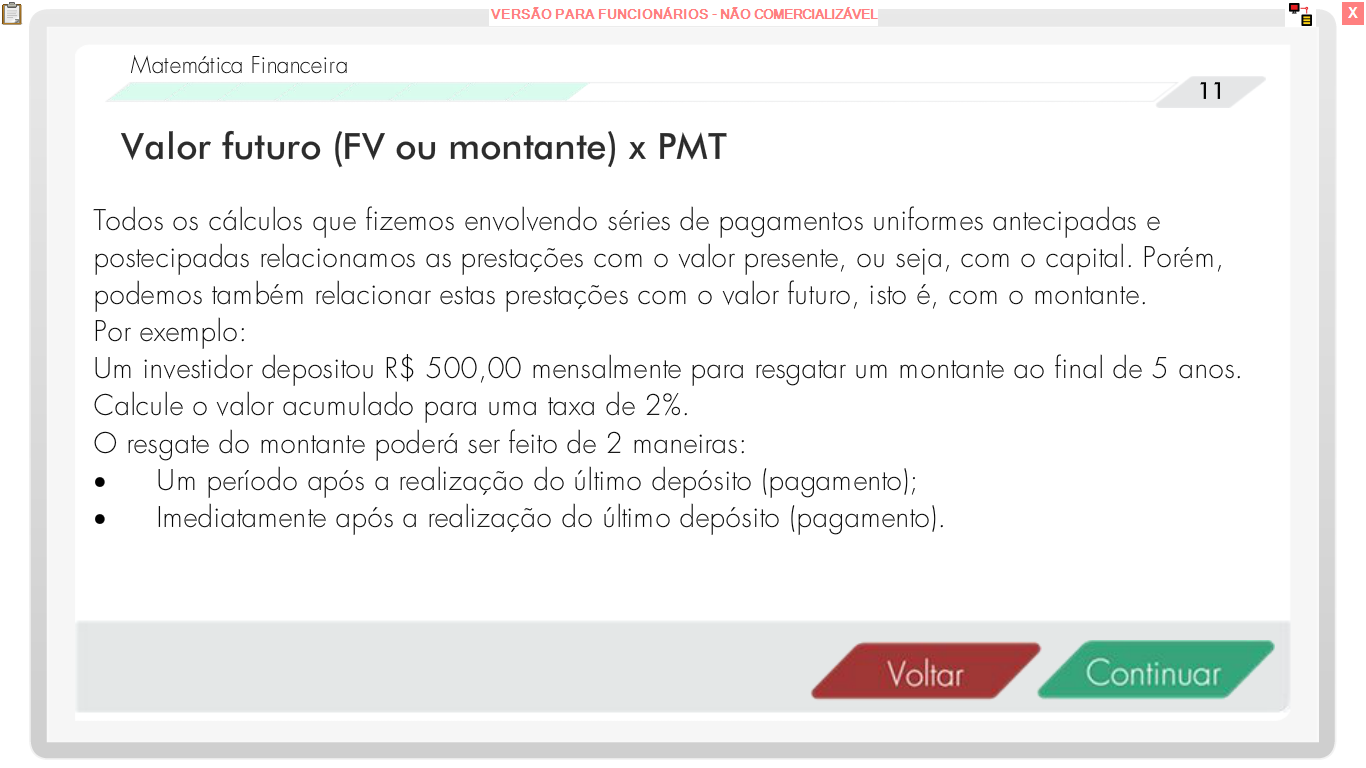 VERSÃO PARA FUNCIONÁRIOS - NÃO COMERCIALIZÁVEL
X
Matemática Financeira
11
Valor futuro (FV ou montante) x PMT
Todos os cálculos que fizemos envolvendo séries de pagamentos uniformes antecipadas e
postecipadas relacionamos as prestações com o valor presente, ou seja, com o capital. Porém,
podemos também relacionar estas prestações com o valor futuro, isto é, com o montante.
Por exemplo:
Um investidor depositou R$ 500,00 mensalmente para resgatar um montante ao final de 5 anos.
Calcule o valor acumulado para uma taxa de 2%.
O resgate do montante poderá ser feito de 2 maneiras:
• Um período após a realização do último depósito (pagamento);
• Imediatamente após a realização do último depósito (pagamento).
Voltar
Continuar